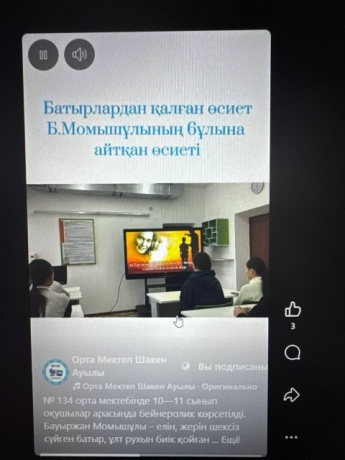 Батырлардан қалған өсиет
Б.Момышұлының ұлына
айтқан өсиеті
3
Орта Мектеп Шакен
Ауылы
Вы подписаны
Орта Мектеп Шакен Ауылы · Оригинально
№ 134 орта мектебінде 10—11 сынып
оқушылар арасында бейнеролик көрсетілді.
Бауыржан Момышұлы – елін, жерін шексіз
сүйген батыр, ұлт рухын биік қойған ... Ещё